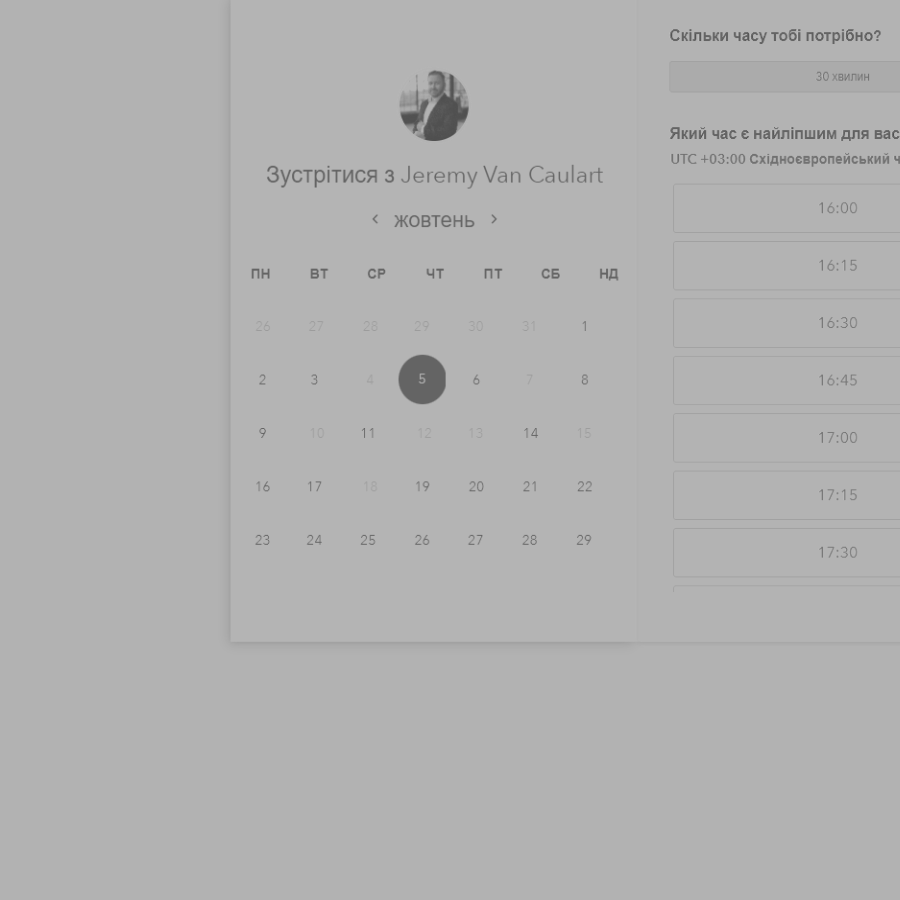 Зустрітися з Jeremy Van Caulart
жовтень
ПН ВТ СР ЧТ ПТ СБ НД
26 27 28 29 30 31 1
2 3 4 5 6 7 8
9 10 11 12 13 14 15
16 17 18 19 20 21 22
23 24 25 26 27 28 29
Скільки часу тобі потрібно?
30 хвилин
Який час є найліпшим для вас
UTC +03:00 Східноєвропейський ч
16:00
16:15
16:30
16:45
17:00
17:15
17:30